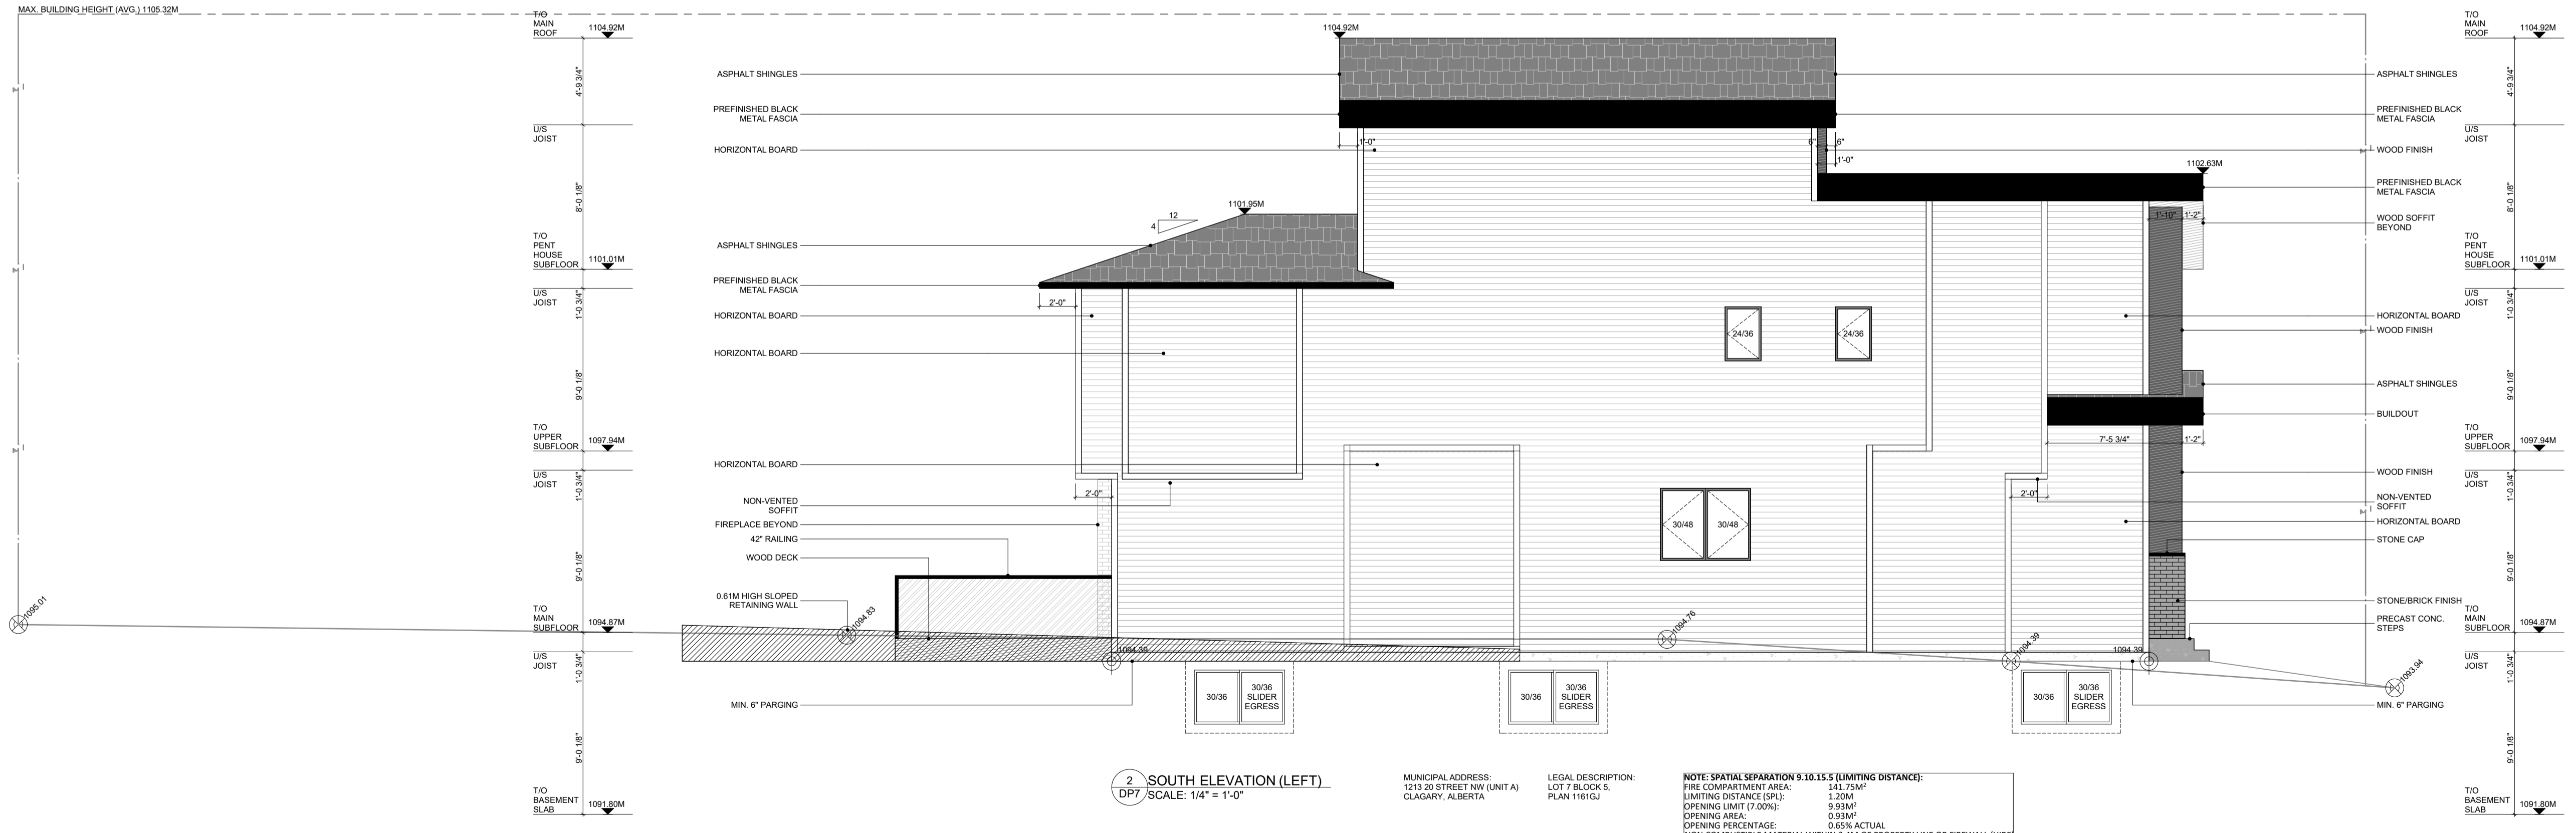 MAX. BUILDING HEIGHT (AVG.) 1105.32M
T/O
MAIN
ROOF
1104.92M
4'-9 3/4"
U/S
JOIST
8'-0 1/8"
T/O
PENT
HOUSE
SUBFLOOR
1101.01M
U/S
JOIST
1'-0 3/4"
9'-0 1/8"
T/O
UPPER
SUBFLOOR
1097.94M
U/S
JOIST
1'-0 3/4"
9'-0 1/8"
T/O
MAIN
SUBFLOOR
1094.87M
U/S
JOIST
1'-0 3/4"
9'-0 1/8"
T/O
BASEMENT
SLAB
1091.80M
ASPHALT SHINGLES
PREFINISHED BLACK
METAL FASCIA
HORIZONTAL BOARD
ASPHALT SHINGLES
PREFINISHED BLACK
METAL FASCIA
HORIZONTAL BOARD
HORIZONTAL BOARD
HORIZONTAL BOARD
NON-VENTED
SOFFIT
FIREPLACE BEYOND
42" RAILING
WOOD DECK
0.61M HIGH SLOPED
RETAINING WALL
MIN. 6" PARGING
1104.92M
1'-0"
6"
6"
1'-0"
1102.63M
1101.95M
12
4
1'-10"
1'-2"
2'-0"
24/36
24/36
7'-5 3/4"
1'-2"
2'-0"
2'-0"
30/48
30/48
1095.01
1094.83
1094.76
1094.39
1094.39
1094.39
1093.94
30/36
30/36
SLIDER
EGRESS
30/36
30/36
SLIDER
EGRESS
30/36
30/36
SLIDER
EGRESS
ASPHALT SHINGLES
PREFINISHED BLACK
METAL FASCIA
WOOD FINISH
PREFINISHED BLACK
METAL FASCIA
WOOD SOFFIT
BEYOND
HORIZONTAL BOARD
WOOD FINISH
ASPHALT SHINGLES
BUILDOUT
WOOD FINISH
NON-VENTED
SOFFIT
HORIZONTAL BOARD
STONE CAP
STONE/BRICK FINISH
PRECAST CONC.
STEPS
MIN. 6" PARGING
T/O
MAIN
ROOF
1104.92M
4'-9 3/4"
U/S
JOIST
8'-0 1/8"
T/O
PENT
HOUSE
SUBFLOOR
1101.01M
U/S
JOIST
1'-0 3/4"
9'-0 1/8"
T/O
UPPER
SUBFLOOR
1097.94M
U/S
JOIST
1'-0 3/4"
9'-0 1/8"
T/O
MAIN
SUBFLOOR
1094.87M
U/S
JOIST
1'-0 3/4"
9'-0 1/8"
T/O
BASEMENT
SLAB
1091.80M
2
DP7
SOUTH ELEVATION (LEFT)
SCALE: 1/4" = 1'-0"
MUNICIPAL ADDRESS:
1213 20 STREET NW (UNIT A)
CLAGARY, ALBERTA
LEGAL DESCRIPTION:
LOT 7 BLOCK 5,
PLAN 1161GJ
NOTE: SPATIAL SEPARATION 9.10.15.5 (LIMITING DISTANCE):
FIRE COMPARTMENT AREA: 141.75M²
LIMITING DISTANCE (SPL): 1.20M
OPENING LIMIT (7.00%): 9.93M²
OPENING AREA: 0.93M²
OPENING PERCENTAGE: 0.65% ACTUAL